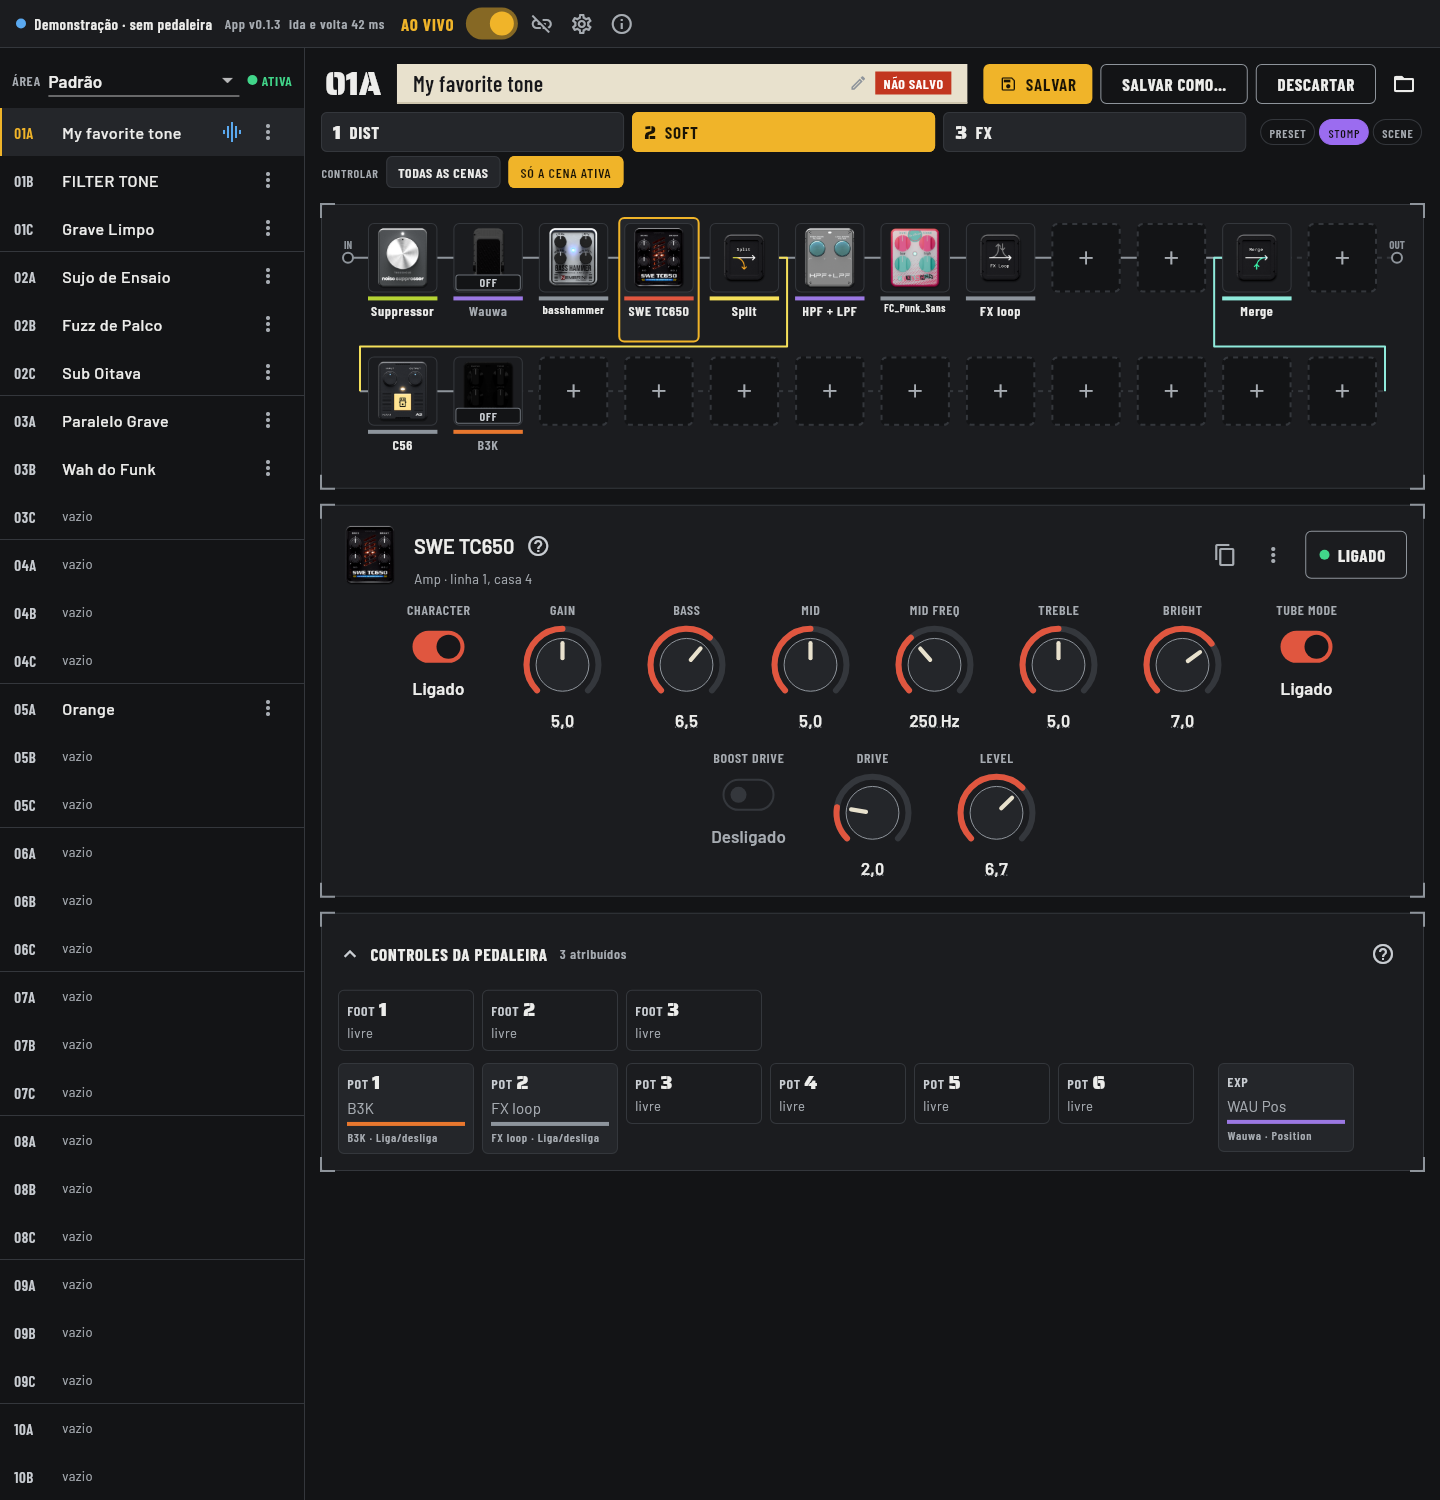 Demonstração · sem pedaleira App v0.1.3 Ida e volta 42 ms AO VIVO
ÁREA Padrão ATIVA
01A My favorite tone
01B FILTER TONE
01C Grave Limpo
02A Sujo de Ensaio
02B Fuzz de Palco
02C Sub Oitava
03A Paralelo Grave
03B Wah do Funk
03C vazio
04A vazio
04B vazio
04C vazio
05A Orange
05B vazio
05C vazio
06A vazio
06B vazio
06C vazio
07A vazio
07B vazio
07C vazio
08A vazio
08B vazio
08C vazio
09A vazio
09B vazio
09C vazio
10A vazio
10B vazio
01A My favorite tone NÃO SALVO SALVAR SALVAR COMO... DESCARTAR
1 DIST 2 SOFT 3 FX PRESET STOMP SCENE
CONTROLAR TODAS AS CENAS SÓ A CENA ATIVA
IN OUT
OFF
Split
HPF+LPF
FX Loop
Merge
SWE TC650
Suppressor Wauwa basshammer SWE TC650 Split HPF + LPF FC_Punk_Sans FX loop Merge
OFF
C56 B3K
SWE TC650
SWE TC650
Amp · linha 1, casa 4
LIGADO
CHARACTER GAIN BASS MID MID FREQ TREBLE BRIGHT TUBE MODE
Ligado 5,0 6,5 5,0 250 Hz 5,0 7,0 Ligado
BOOST DRIVE DRIVE LEVEL
Desligado 2,0 6,7
CONTROLES DA PEDALEIRA 3 atribuídos
FOOT 1 FOOT 2 FOOT 3
livre livre livre
POT 1 POT 2 POT 3 POT 4 POT 5 POT 6 EXP
B3K FX loop livre livre livre livre WAU Pos
B3K · Liga/desliga FX loop · Liga/desliga Wauwa · Position